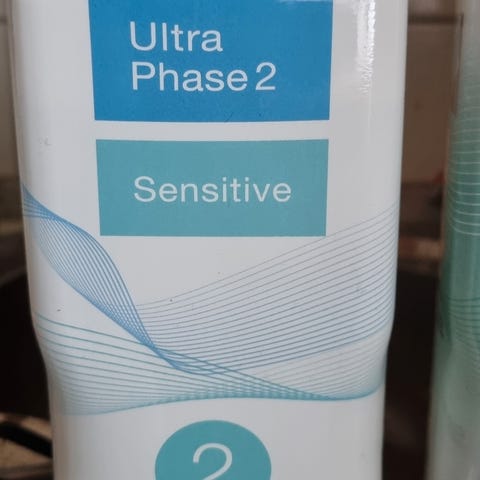 Ultra
Phase 2
Sensitive
2